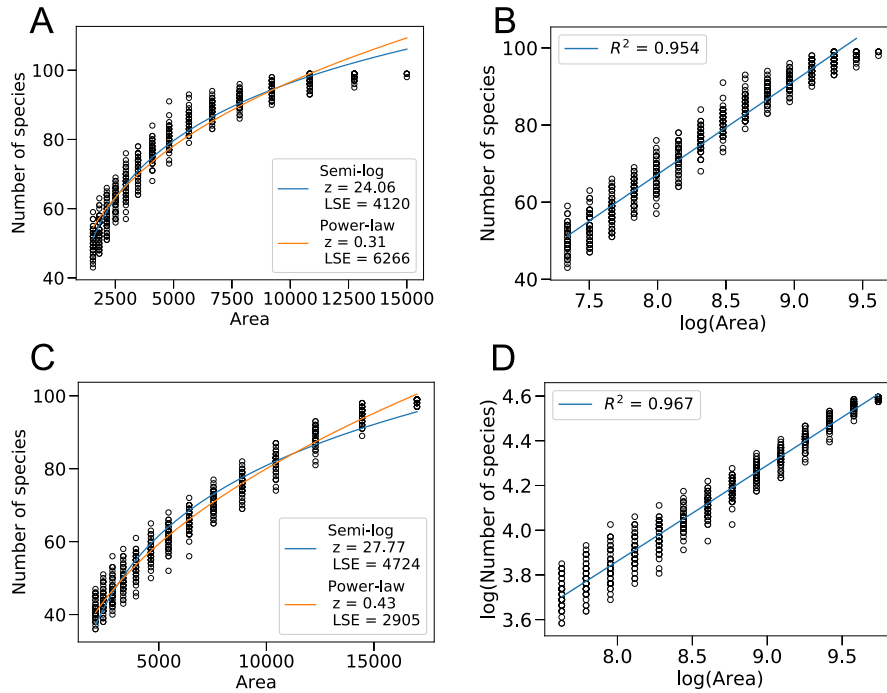 A
Number of species
100
80
60
40
Semi-log
z = 24.06
LSE = 4120
Power-law
z = 0.31
LSE = 6266
2500 5000 7500 10000 12500 15000
Area
B
R² = 0.954
Number of species
100
80
60
40
7.5 8.0 8.5 9.0 9.5
log(Area)
C
Number of species
100
80
60
40
Semi-log
z = 27.77
LSE = 4724
Power-law
z = 0.43
LSE = 2905
5000 10000 15000
Area
D
R² = 0.967
log(Number of species)
4.6
4.4
4.2
4.0
3.8
3.6
8.0 8.5 9.0 9.5
log(Area)